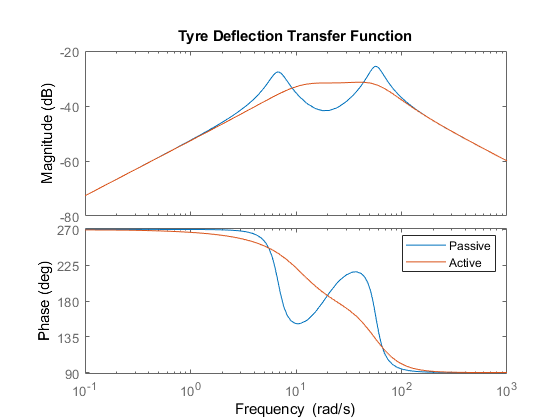 Tyre Deflection Transfer Function
Magnitude (dB)
-20
-40
-60
-80
Phase (deg)
270
225
180
135
90
Passive
Active
10^-1
10^0
10^1
10^2
10^3
Frequency (rad/s)